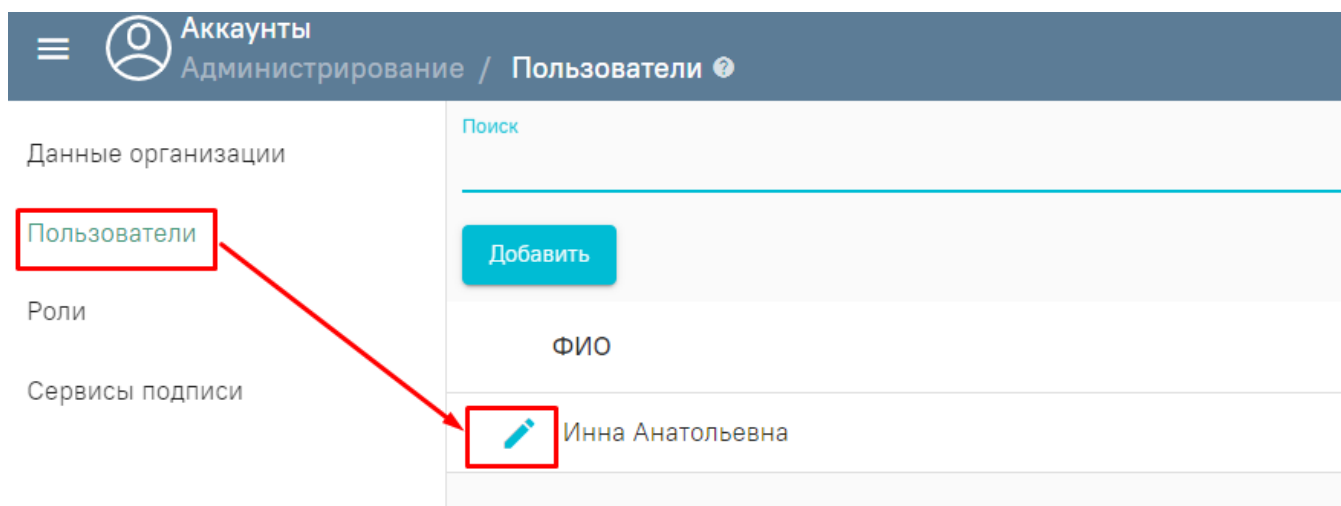 Аккаунты
Администрирование / Пользователи ?
Данные организации
Пользователи
Роли
Сервисы подписи
Поиск
Добавить
ФИО
Инна Анатольевна